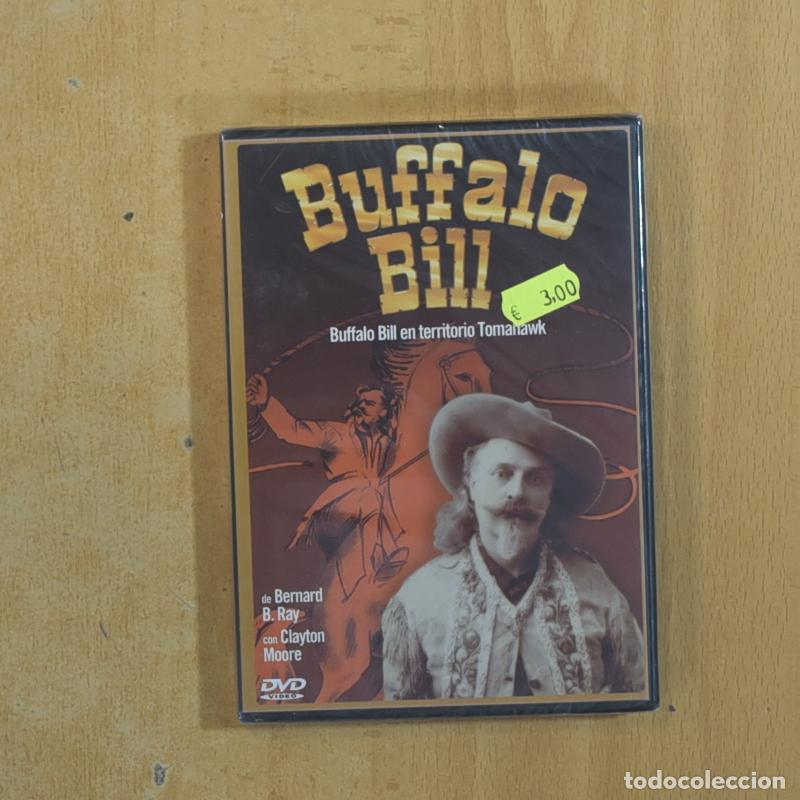 Buffalo
Bill
€ 3,00
Buffalo Bill en territorio Tomahawk
de Bernard
B. Ray
con Clayton
Moore
DVD
VIDEO
todocoleccion